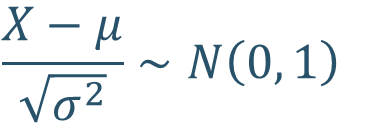 (X − μ)/√σ² ~ N(0, 1)